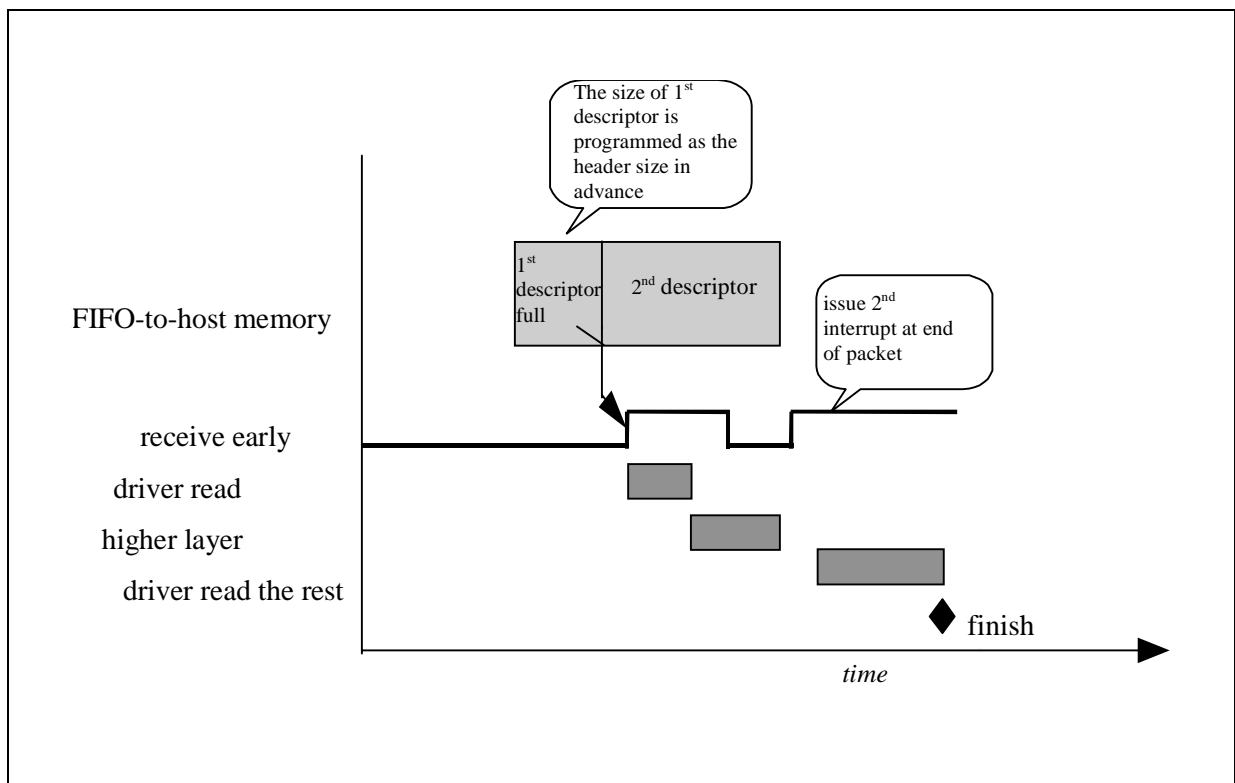 The size of 1st
descriptor is
programmed as the
header size in
advance
1st
descriptor
full
2nd descriptor
FIFO-to-host memory
issue 2nd
interrupt at end
of packet
receive early
driver read
higher layer
driver read the rest
finish
time